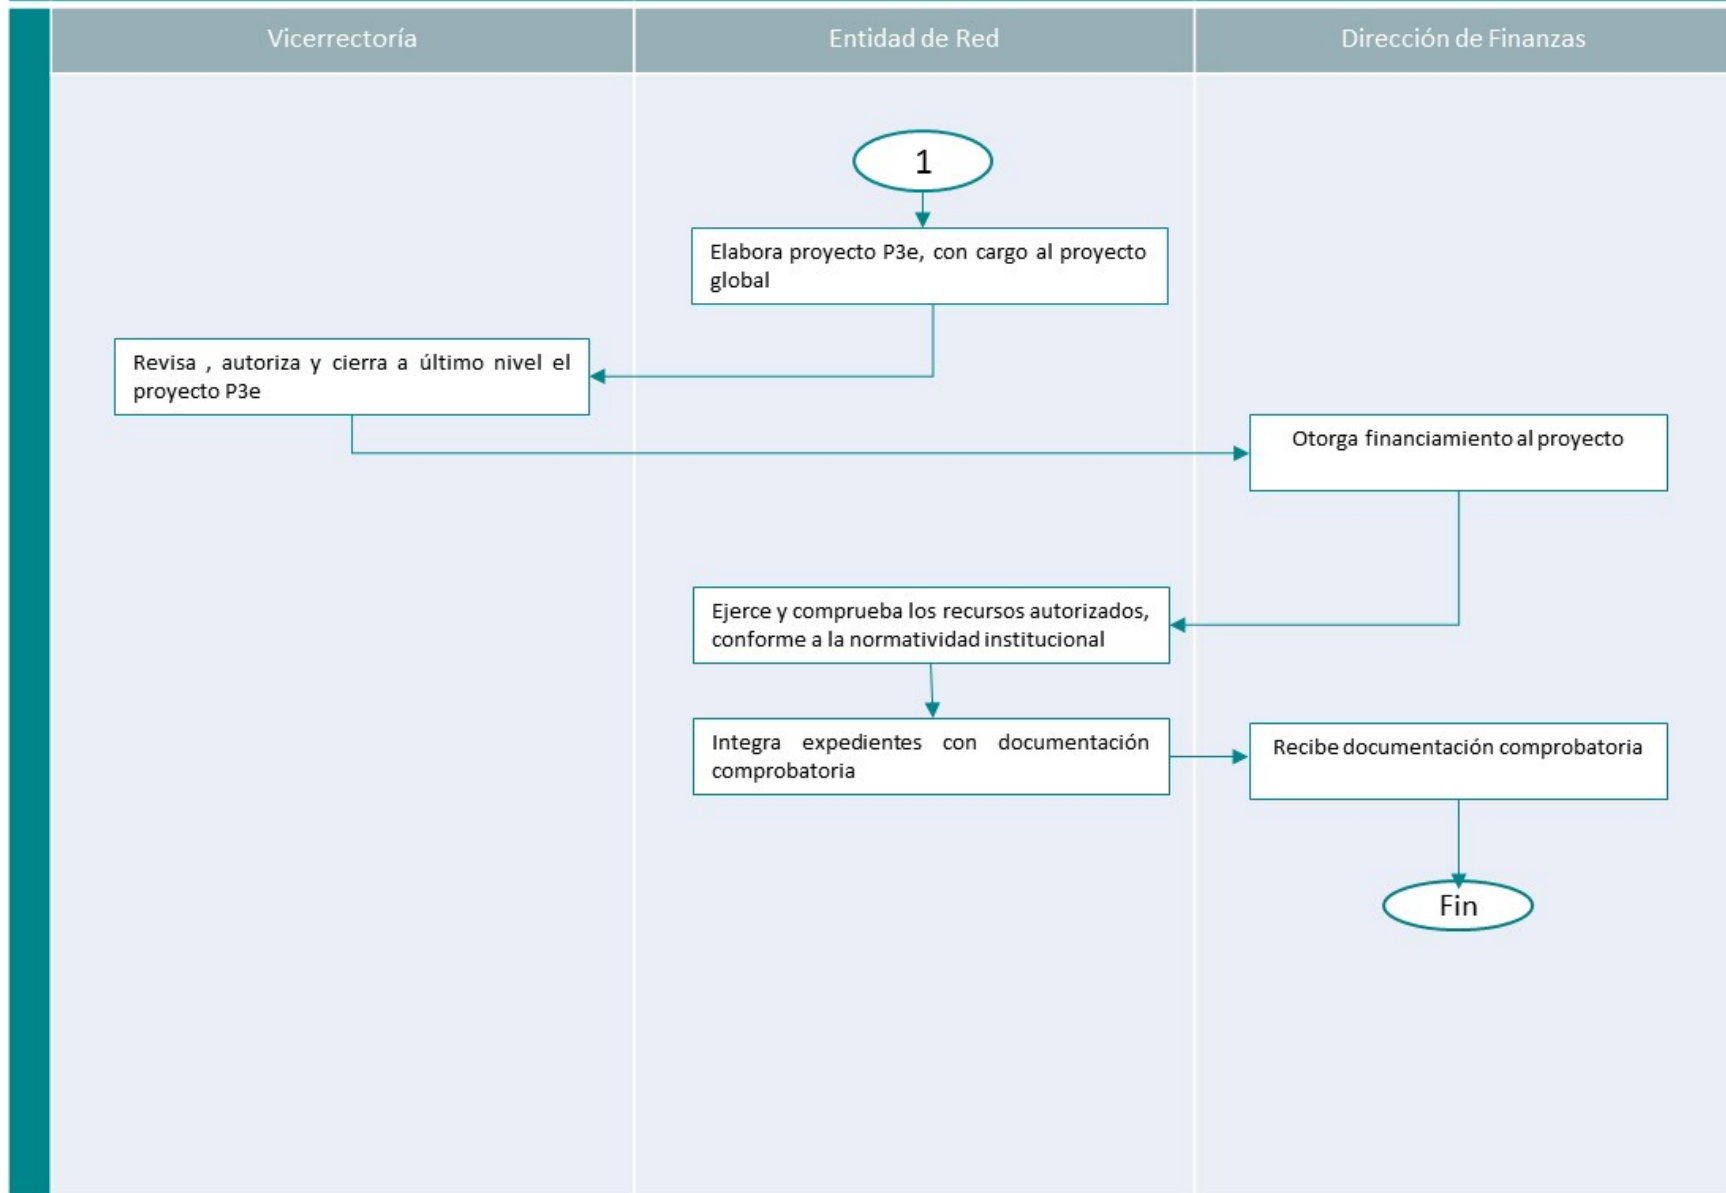 Vicerrectoría
Entidad de Red
Dirección de Finanzas
1
Elabora proyecto P3e, con cargo al proyecto
global
Revisa , autoriza y cierra a último nivel el
proyecto P3e
Otorga financiamiento al proyecto
Ejerce y comprueba los recursos autorizados,
conforme a la normatividad institucional
Integra expedientes con documentación
comprobatoria
Recibe documentación comprobatoria
Fin